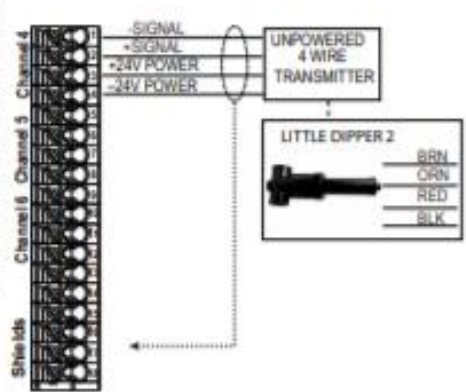 Channel 4
Channel 5
Channel 6
Shields
-SIGNAL
+SIGNAL
+24V POWER
-24V POWER
UNPOWERED
4 WIRE
TRANSMITTER
LITTLE DIPPER 2
BRN
ORN
RED
BLK